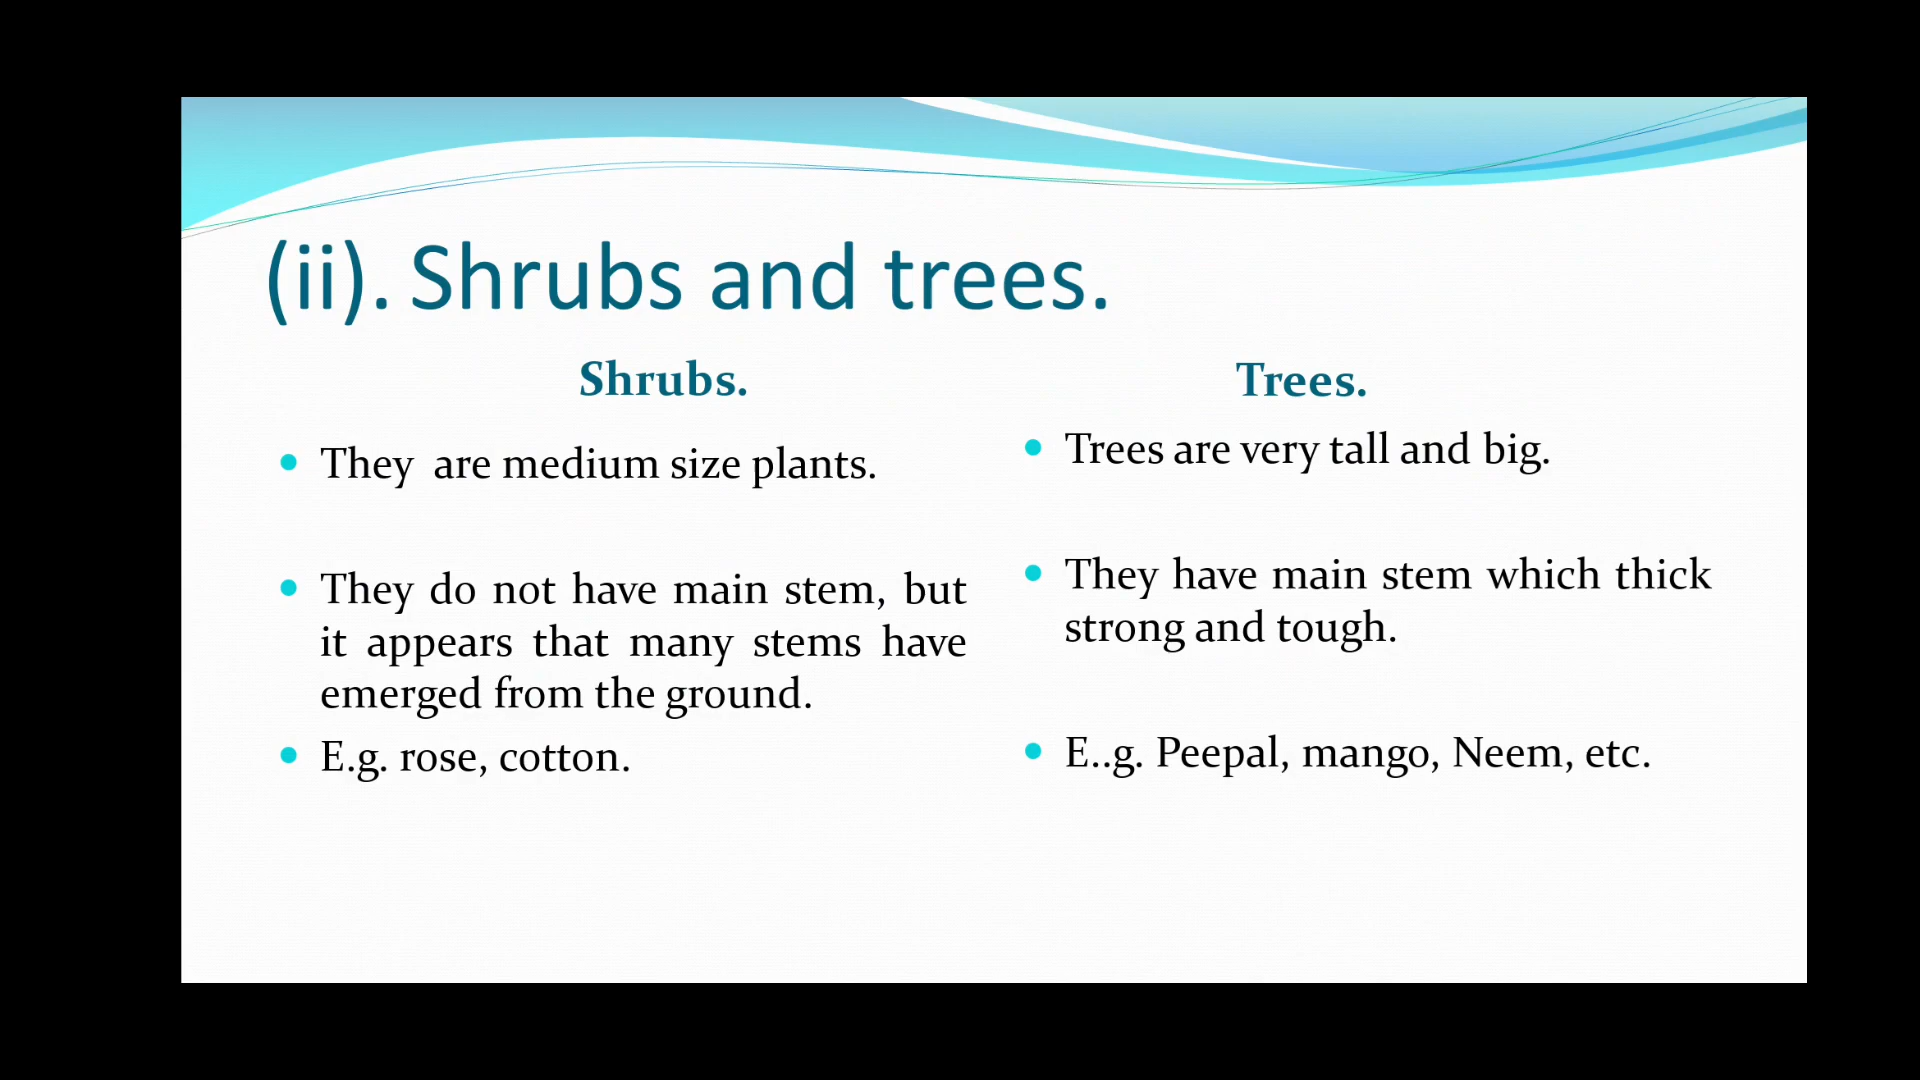 (ii). Shrubs and trees.
Shrubs.
They are medium size plants.
They do not have main stem, but
it appears that many stems have
emerged from the ground.
E.g. rose, cotton.
Trees.
Trees are very tall and big.
They have main stem which thick
strong and tough.
E..g. Peepal, mango, Neem, etc.